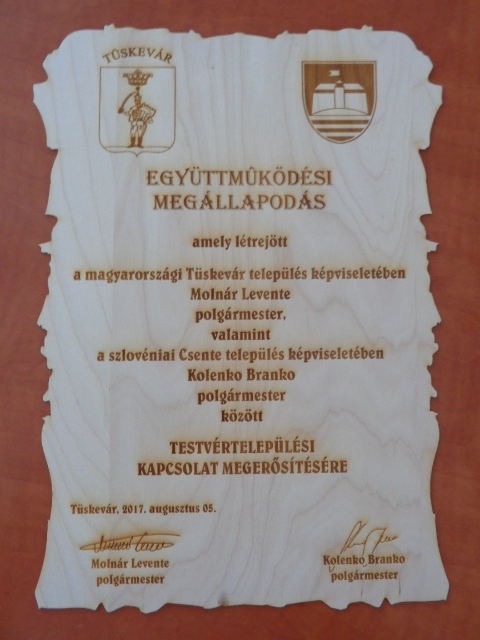 TÜSKEVÁR
EGYÜTTMŰKÖDÉSI
MEGÁLLAPODÁS
amely létrejött
a magyarországi Tüskevár település képviseletében
Molnár Levente
polgármester,
valamint
a szlovéniai Csente település képviseletében
Kolenko Branko
polgármester
között
TESTVÉRTELEPÜLÉSI
KAPCSOLAT MEGERŐSÍTÉSÉRE
Tüskevár, 2017. augusztus 05.
Molnár Levente
polgármester
Kolenko Branko
polgármester